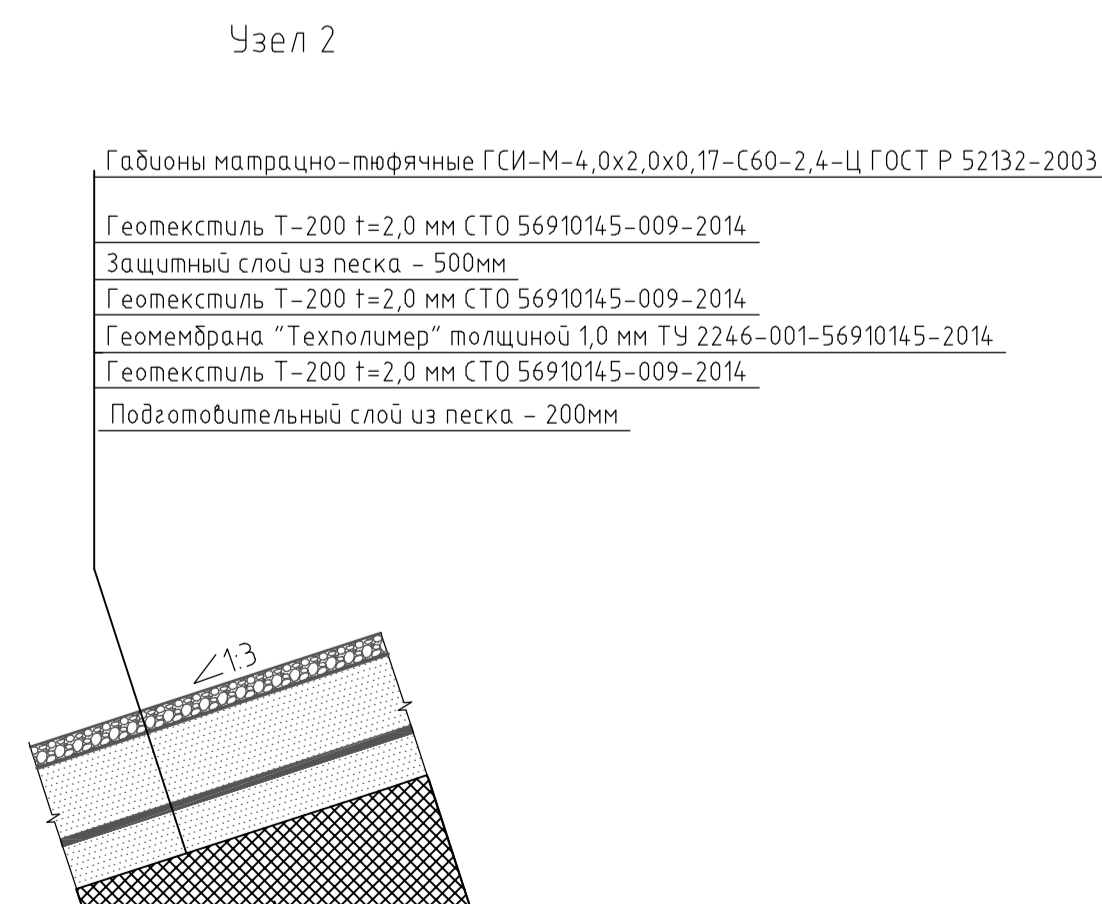 Узел 2
Габионы матрацно-тюфячные ГСИ-М-4,0х2,0х0,17-С60-2,4-Ц ГОСТ Р 52132-2003
Геотекстиль Т-200 t=2,0 мм СТО 56910145-009-2014
Защитный слой из песка - 500мм
Геотекстиль Т-200 t=2,0 мм СТО 56910145-009-2014
Геомембрана "Техполимер" толщиной 1,0 мм ТУ 2246-001-56910145-2014
Геотекстиль Т-200 t=2,0 мм СТО 56910145-009-2014
Подготовительный слой из песка - 200мм
1:3